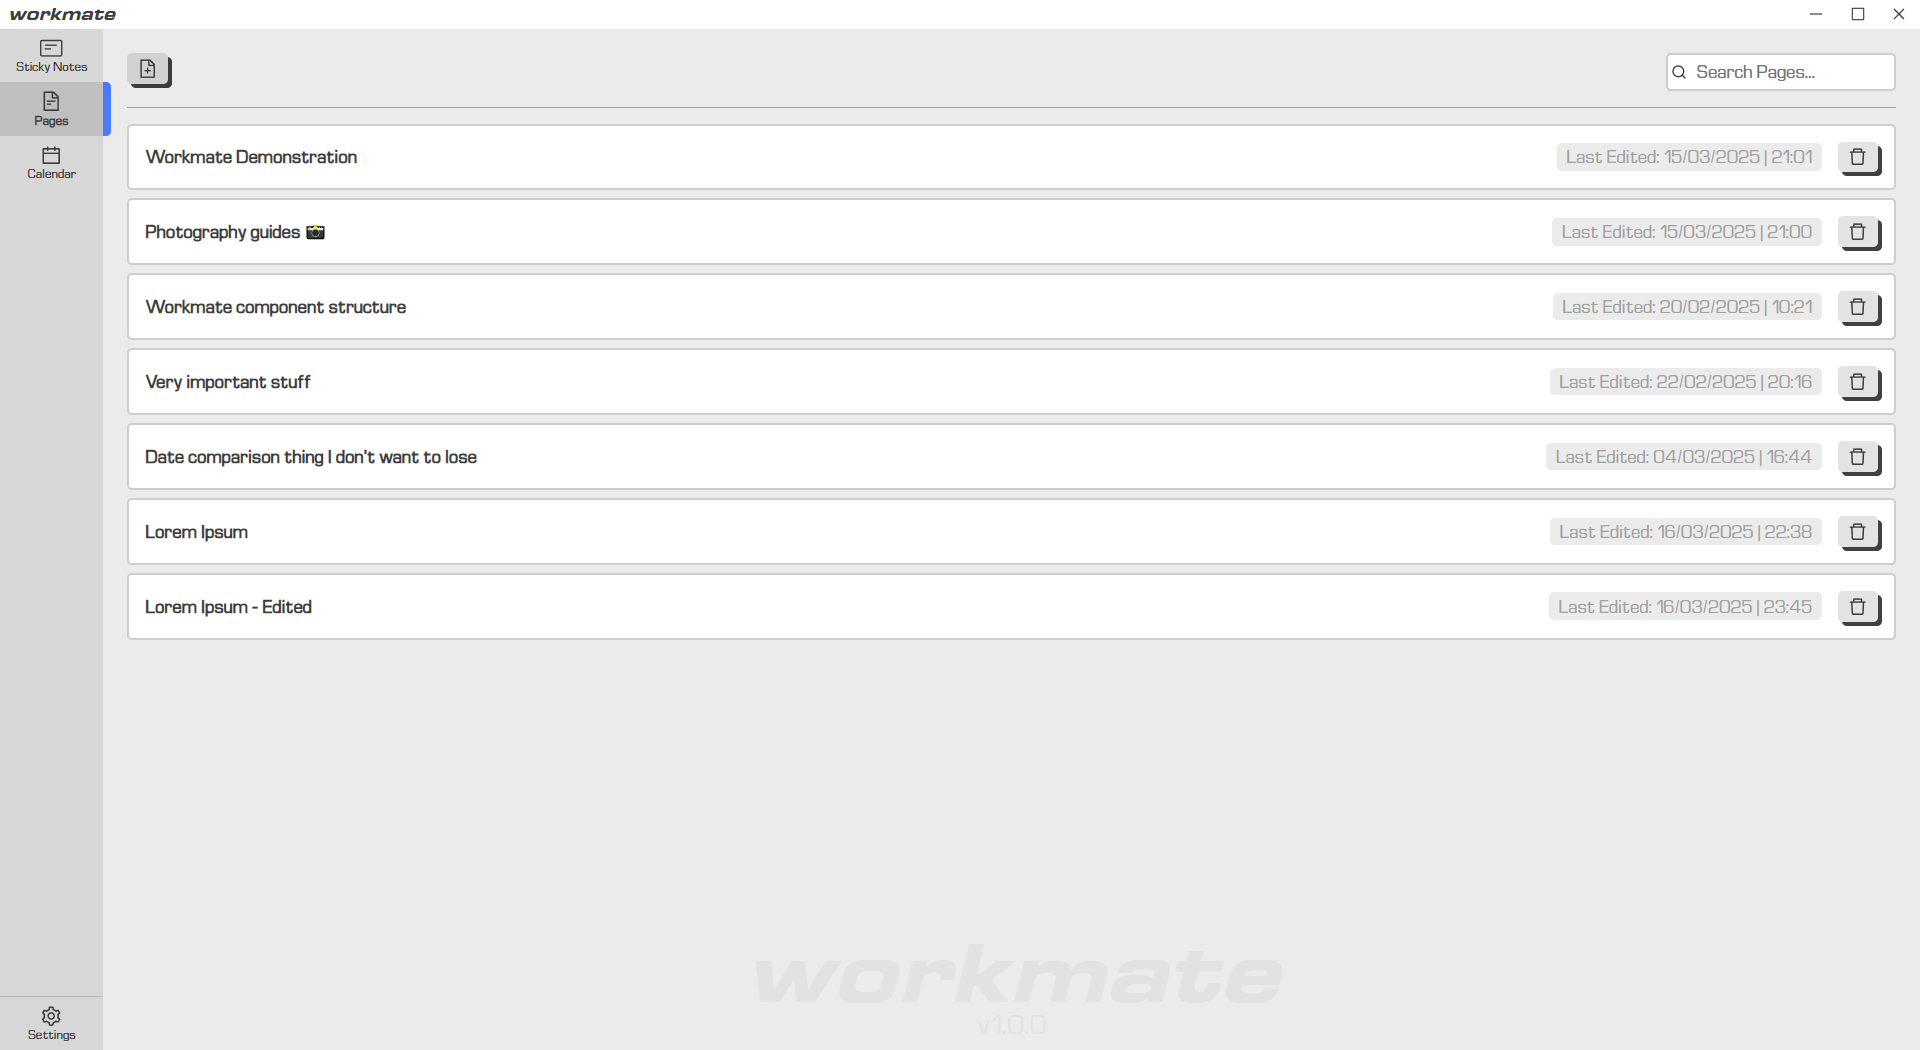 workmate
Sticky Notes
Pages
Calendar
Search Pages...
Workmate Demonstration Last Edited: 15/03/2025 | 21:01
Photography guides 📸 Last Edited: 15/03/2025 | 21:00
Workmate component structure Last Edited: 20/02/2025 | 10:21
Very important stuff Last Edited: 22/02/2025 | 20:16
Date comparison thing I don't want to lose Last Edited: 04/03/2025 | 16:44
Lorem Ipsum Last Edited: 16/03/2025 | 22:38
Lorem Ipsum - Edited Last Edited: 16/03/2025 | 23:45
workmate
v1.0.0
Settings